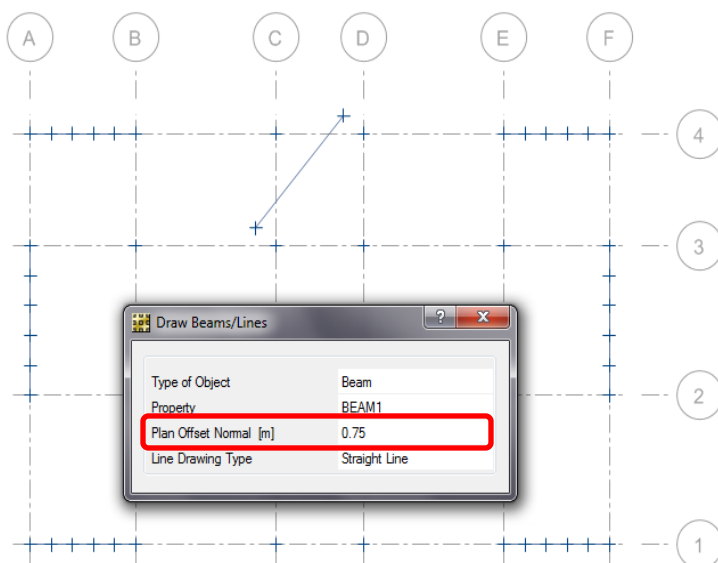 A B C D E F
4
3
Draw Beams/Lines ? X
Type of Object Beam
Property BEAM1
Plan Offset Normal [m] 0.75
Line Drawing Type Straight Line
2
1